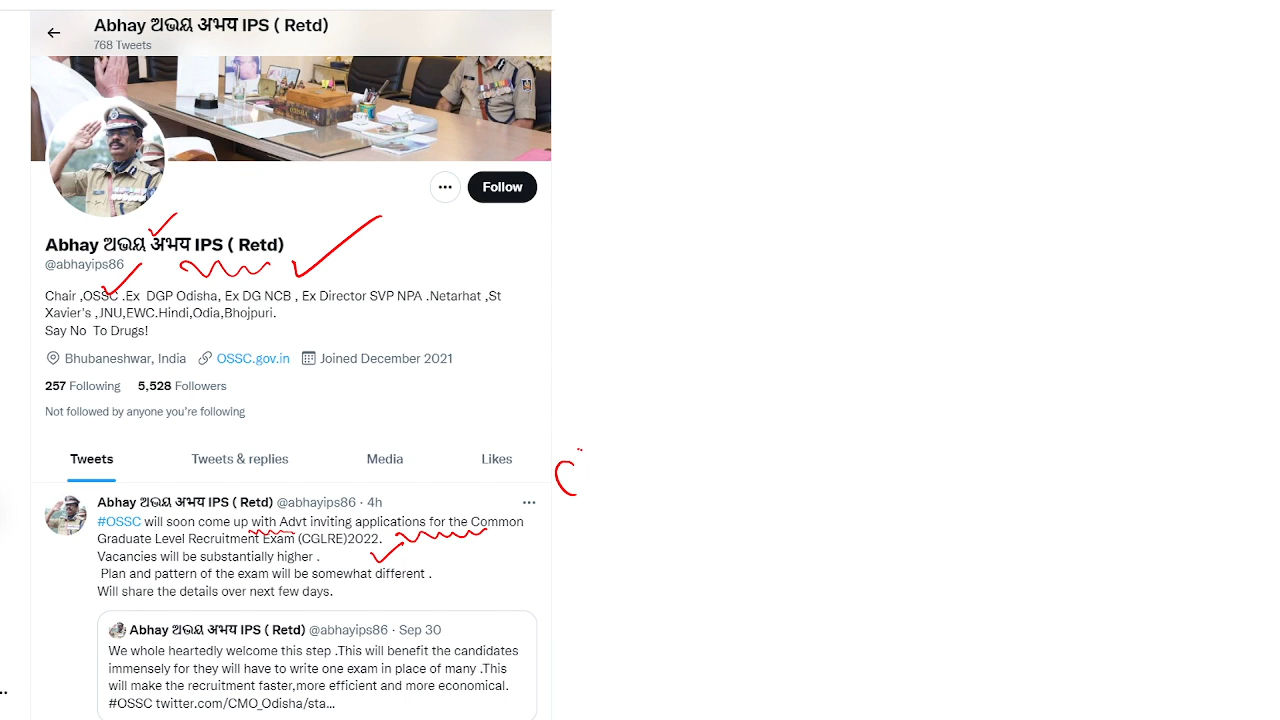 Abhay ଅଭୟ अभय IPS ( Retd)
768 Tweets
Follow
Abhay ଅଭୟ अभय IPS ( Retd)
@abhayips86
Chair ,OSSC .Ex DGP Odisha, Ex DG NCB , Ex Director SVP NPA .Netarhat ,St
Xavier's ,JNU,EWC.Hindi,Odia,Bhojpuri.
Say No To Drugs!
Bhubaneshwar, India OSSC.gov.in Joined December 2021
257 Following 5,528 Followers
Not followed by anyone you're following
Tweets Tweets & replies Media Likes
Abhay ଅଭୟ अभय IPS ( Retd) @abhayips86 · 4h
#OSSC will soon come up with Advt inviting applications for the Common
Graduate Level Recruitment Exam (CGLRE)2022.
Vacancies will be substantially higher .
Plan and pattern of the exam will be somewhat different .
Will share the details over next few days.
Abhay ଅଭୟ अभय IPS ( Retd) @abhayips86 · Sep 30
We whole heartedly welcome this step .This will benefit the candidates
immensely for they will have to write one exam in place of many .This
will make the recruitment faster,more efficient and more economical.
#OSSC twitter.com/CMO_Odisha/sta...